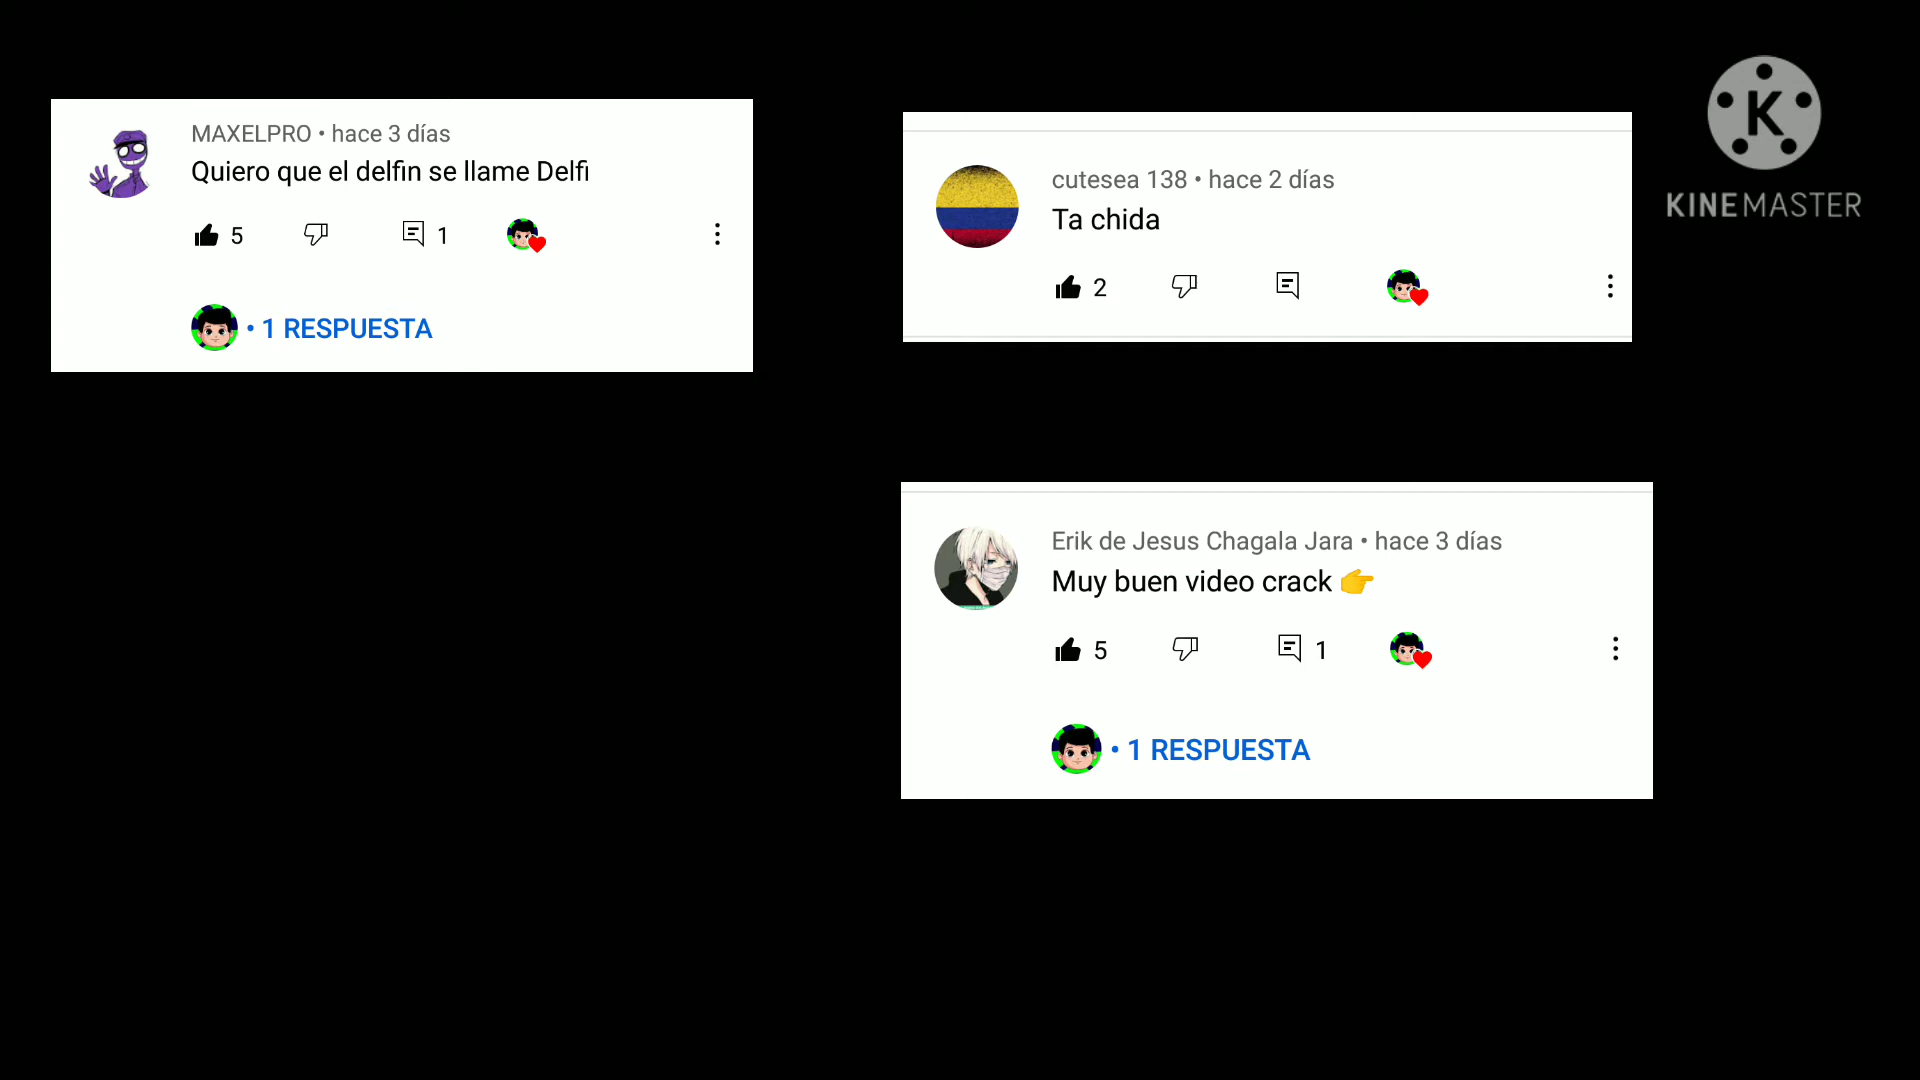 MAXELPRO • hace 3 días
Quiero que el delfin se llame Delfi
5 1
• 1 RESPUESTA
cutesea 138 • hace 2 días
Ta chida
2
K
KINEMASTER
Erik de Jesus Chagala Jara • hace 3 días
Muy buen video crack 👉
5 1
• 1 RESPUESTA